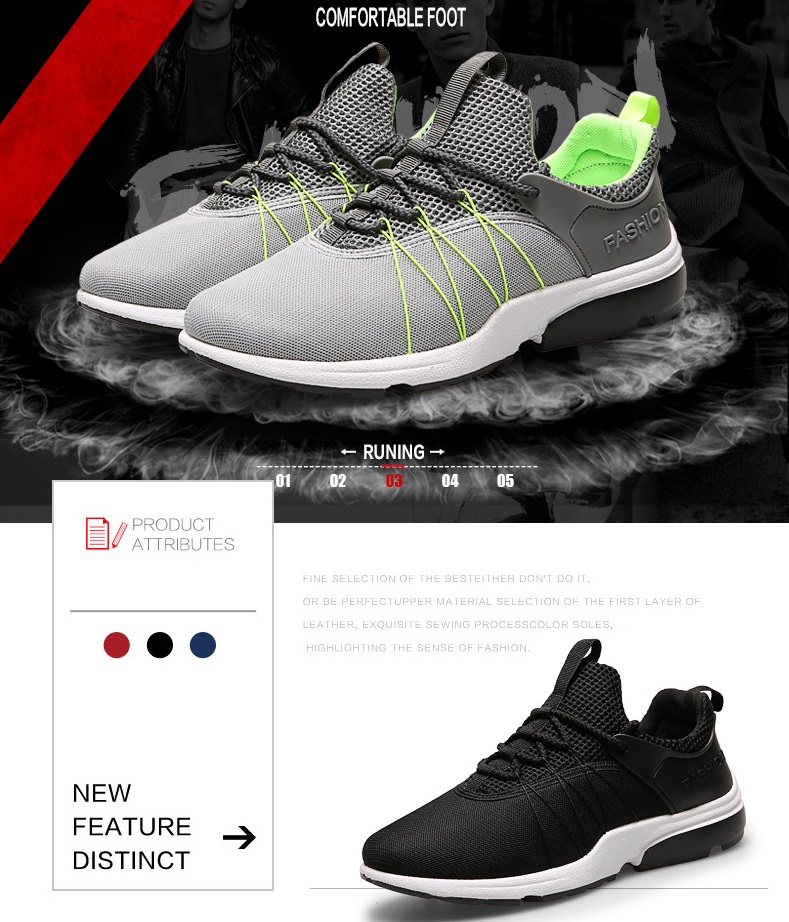 COMFORTABLE FOOT
FASHION
← RUNING →
01 02 03 04 05
PRODUCT
ATTRIBUTES
FINE SELECTION OF THE BESTEITHER DON'T DO IT,
OR BE PERFECTUPPER MATERIAL SELECTION OF THE FIRST LAYER OF
LEATHER, EXQUISITE SEWING PROCESSCOLOR SOLES,
HIGHLIGHTING THE SENSE OF FASHION.
FASHION
NEW
FEATURE
DISTINCT